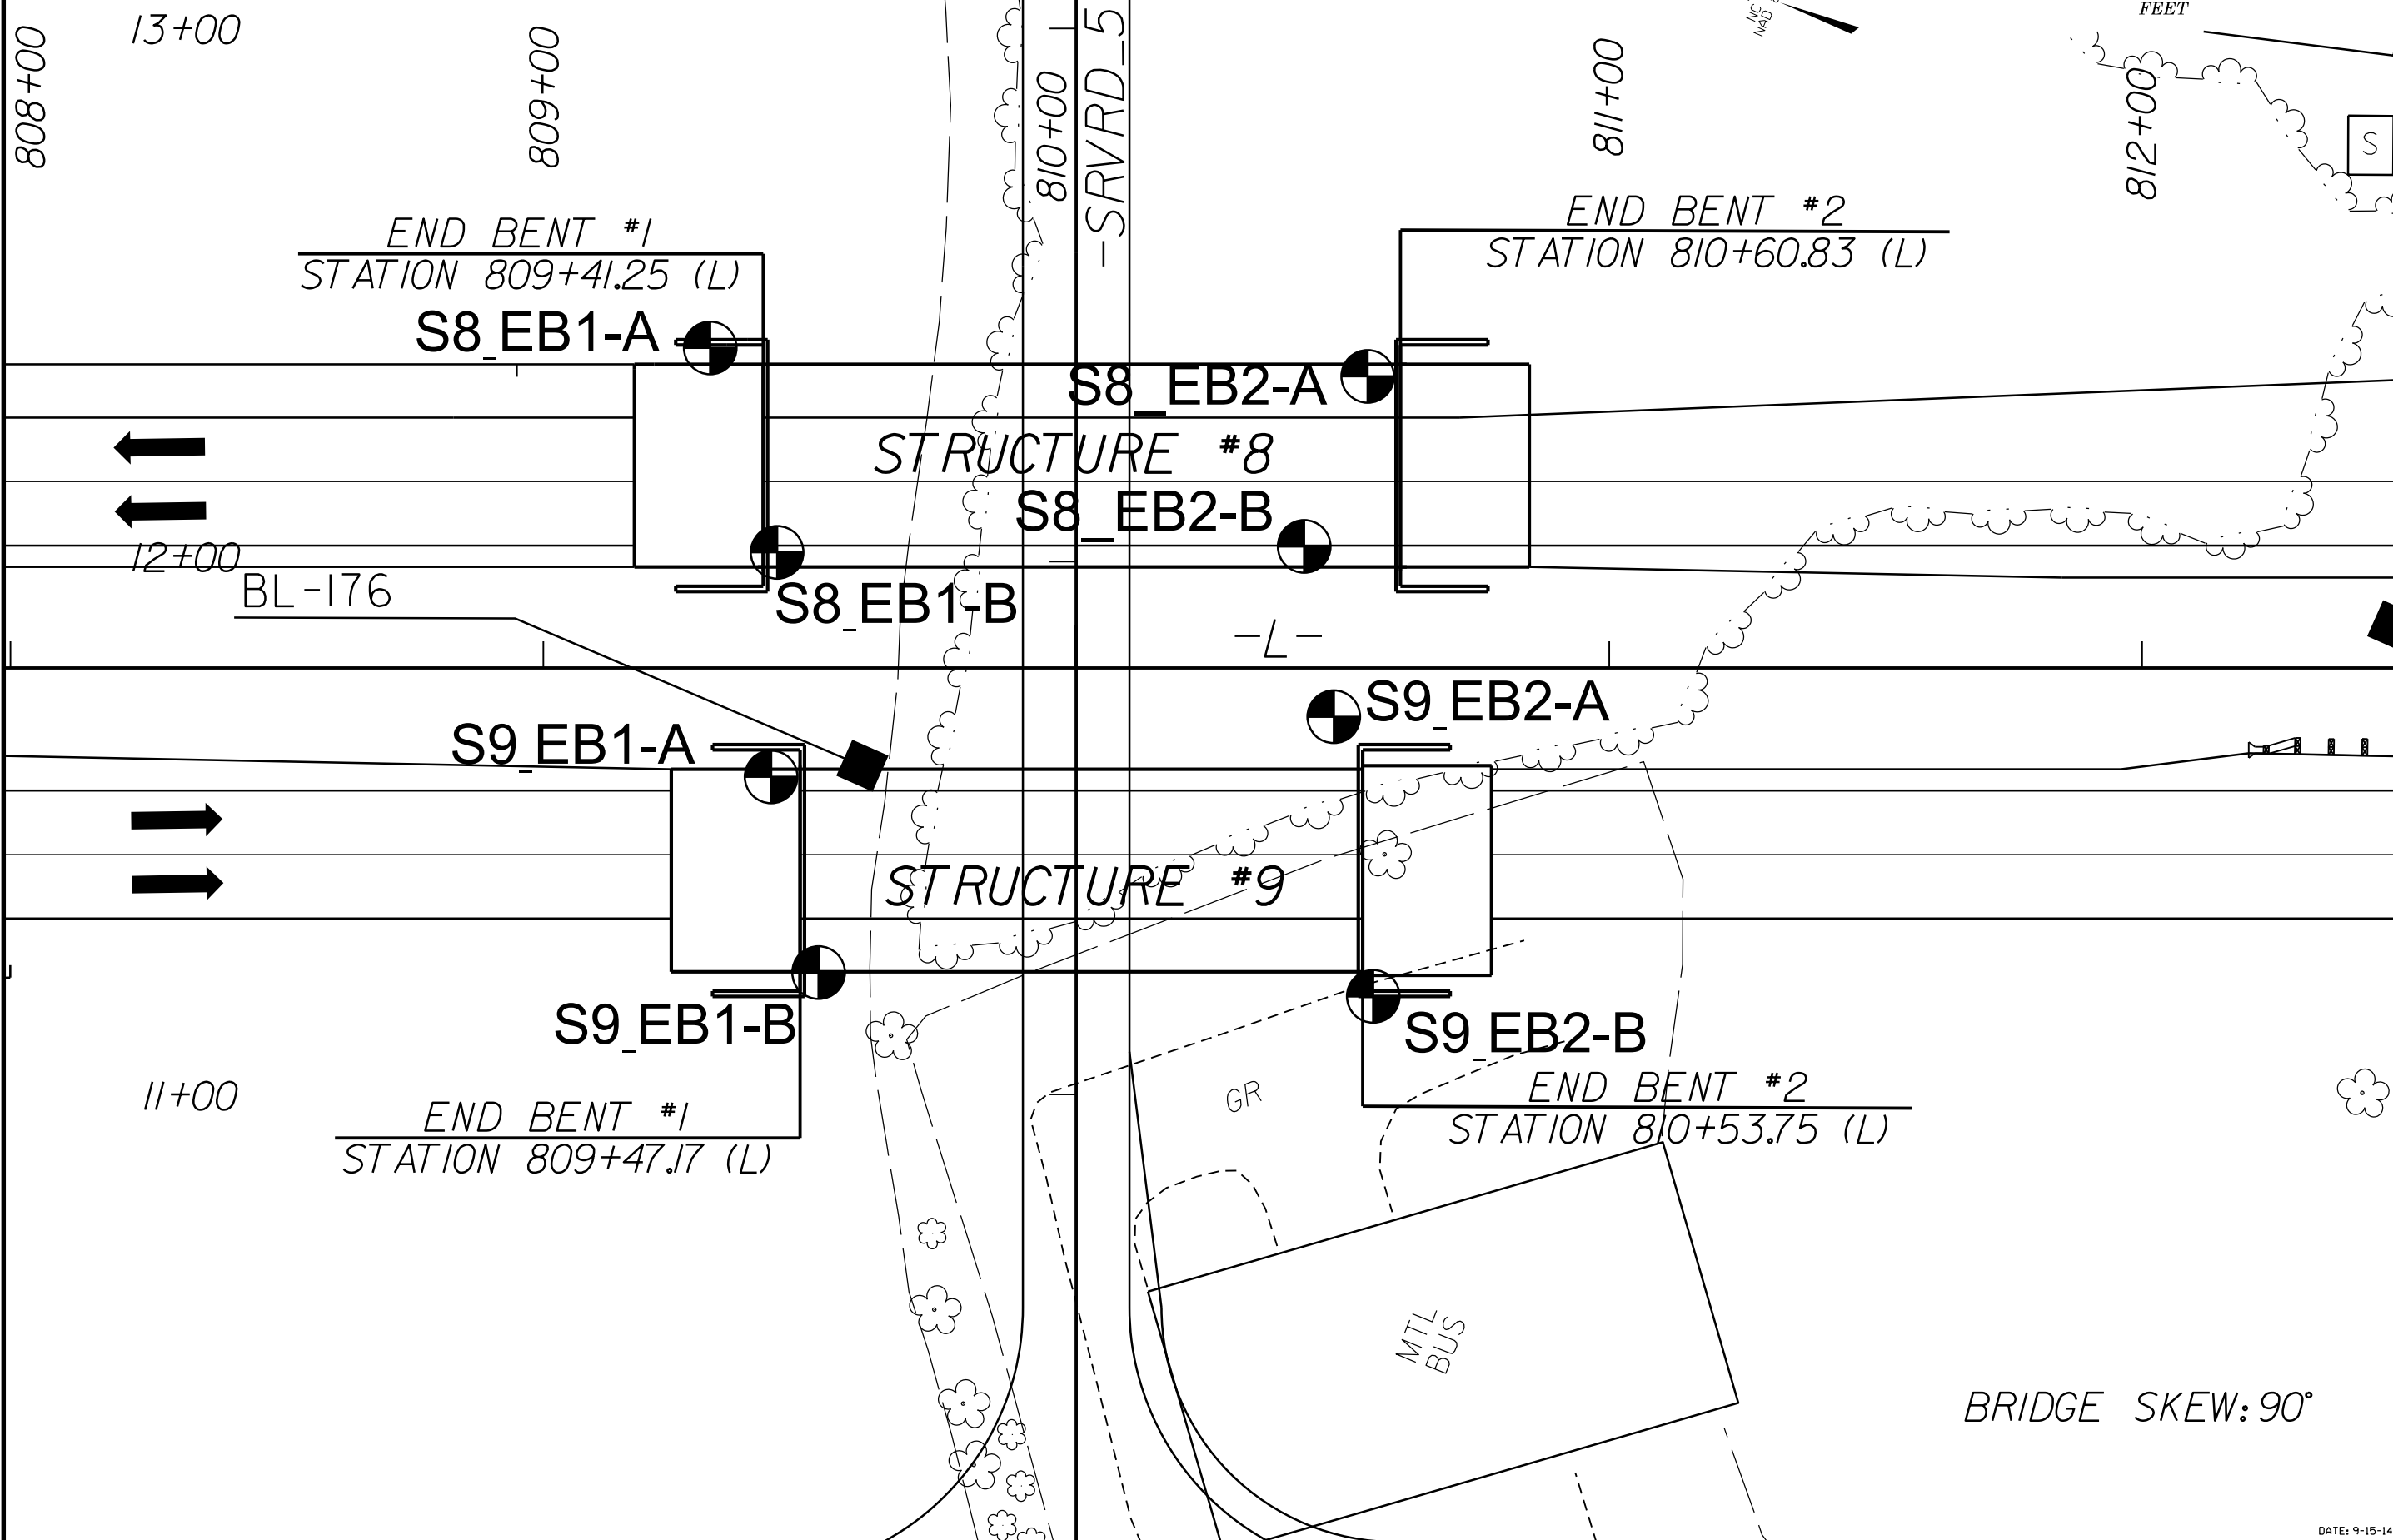 13+00
808+00
809+00
810+00
-SRVRD_5
811+00
812+00
NC
NAD
FEET
S
END BENT #1
STATION 809+41.25 (L)
END BENT #2
STATION 810+60.83 (L)
S8_EB1-A
S8_EB2-A
STRUCTURE #8
S8_EB2-B
12+00
BL-176
S8_EB1-B
-L-
S9_EB2-A
S9_EB1-A
STRUCTURE #9
S9_EB1-B
S9_EB2-B
11+00
GR
END BENT #1
STATION 809+47.17 (L)
END BENT #2
STATION 810+53.75 (L)
MTL
BUS
BRIDGE SKEW: 90°
DATE: 9-15-14